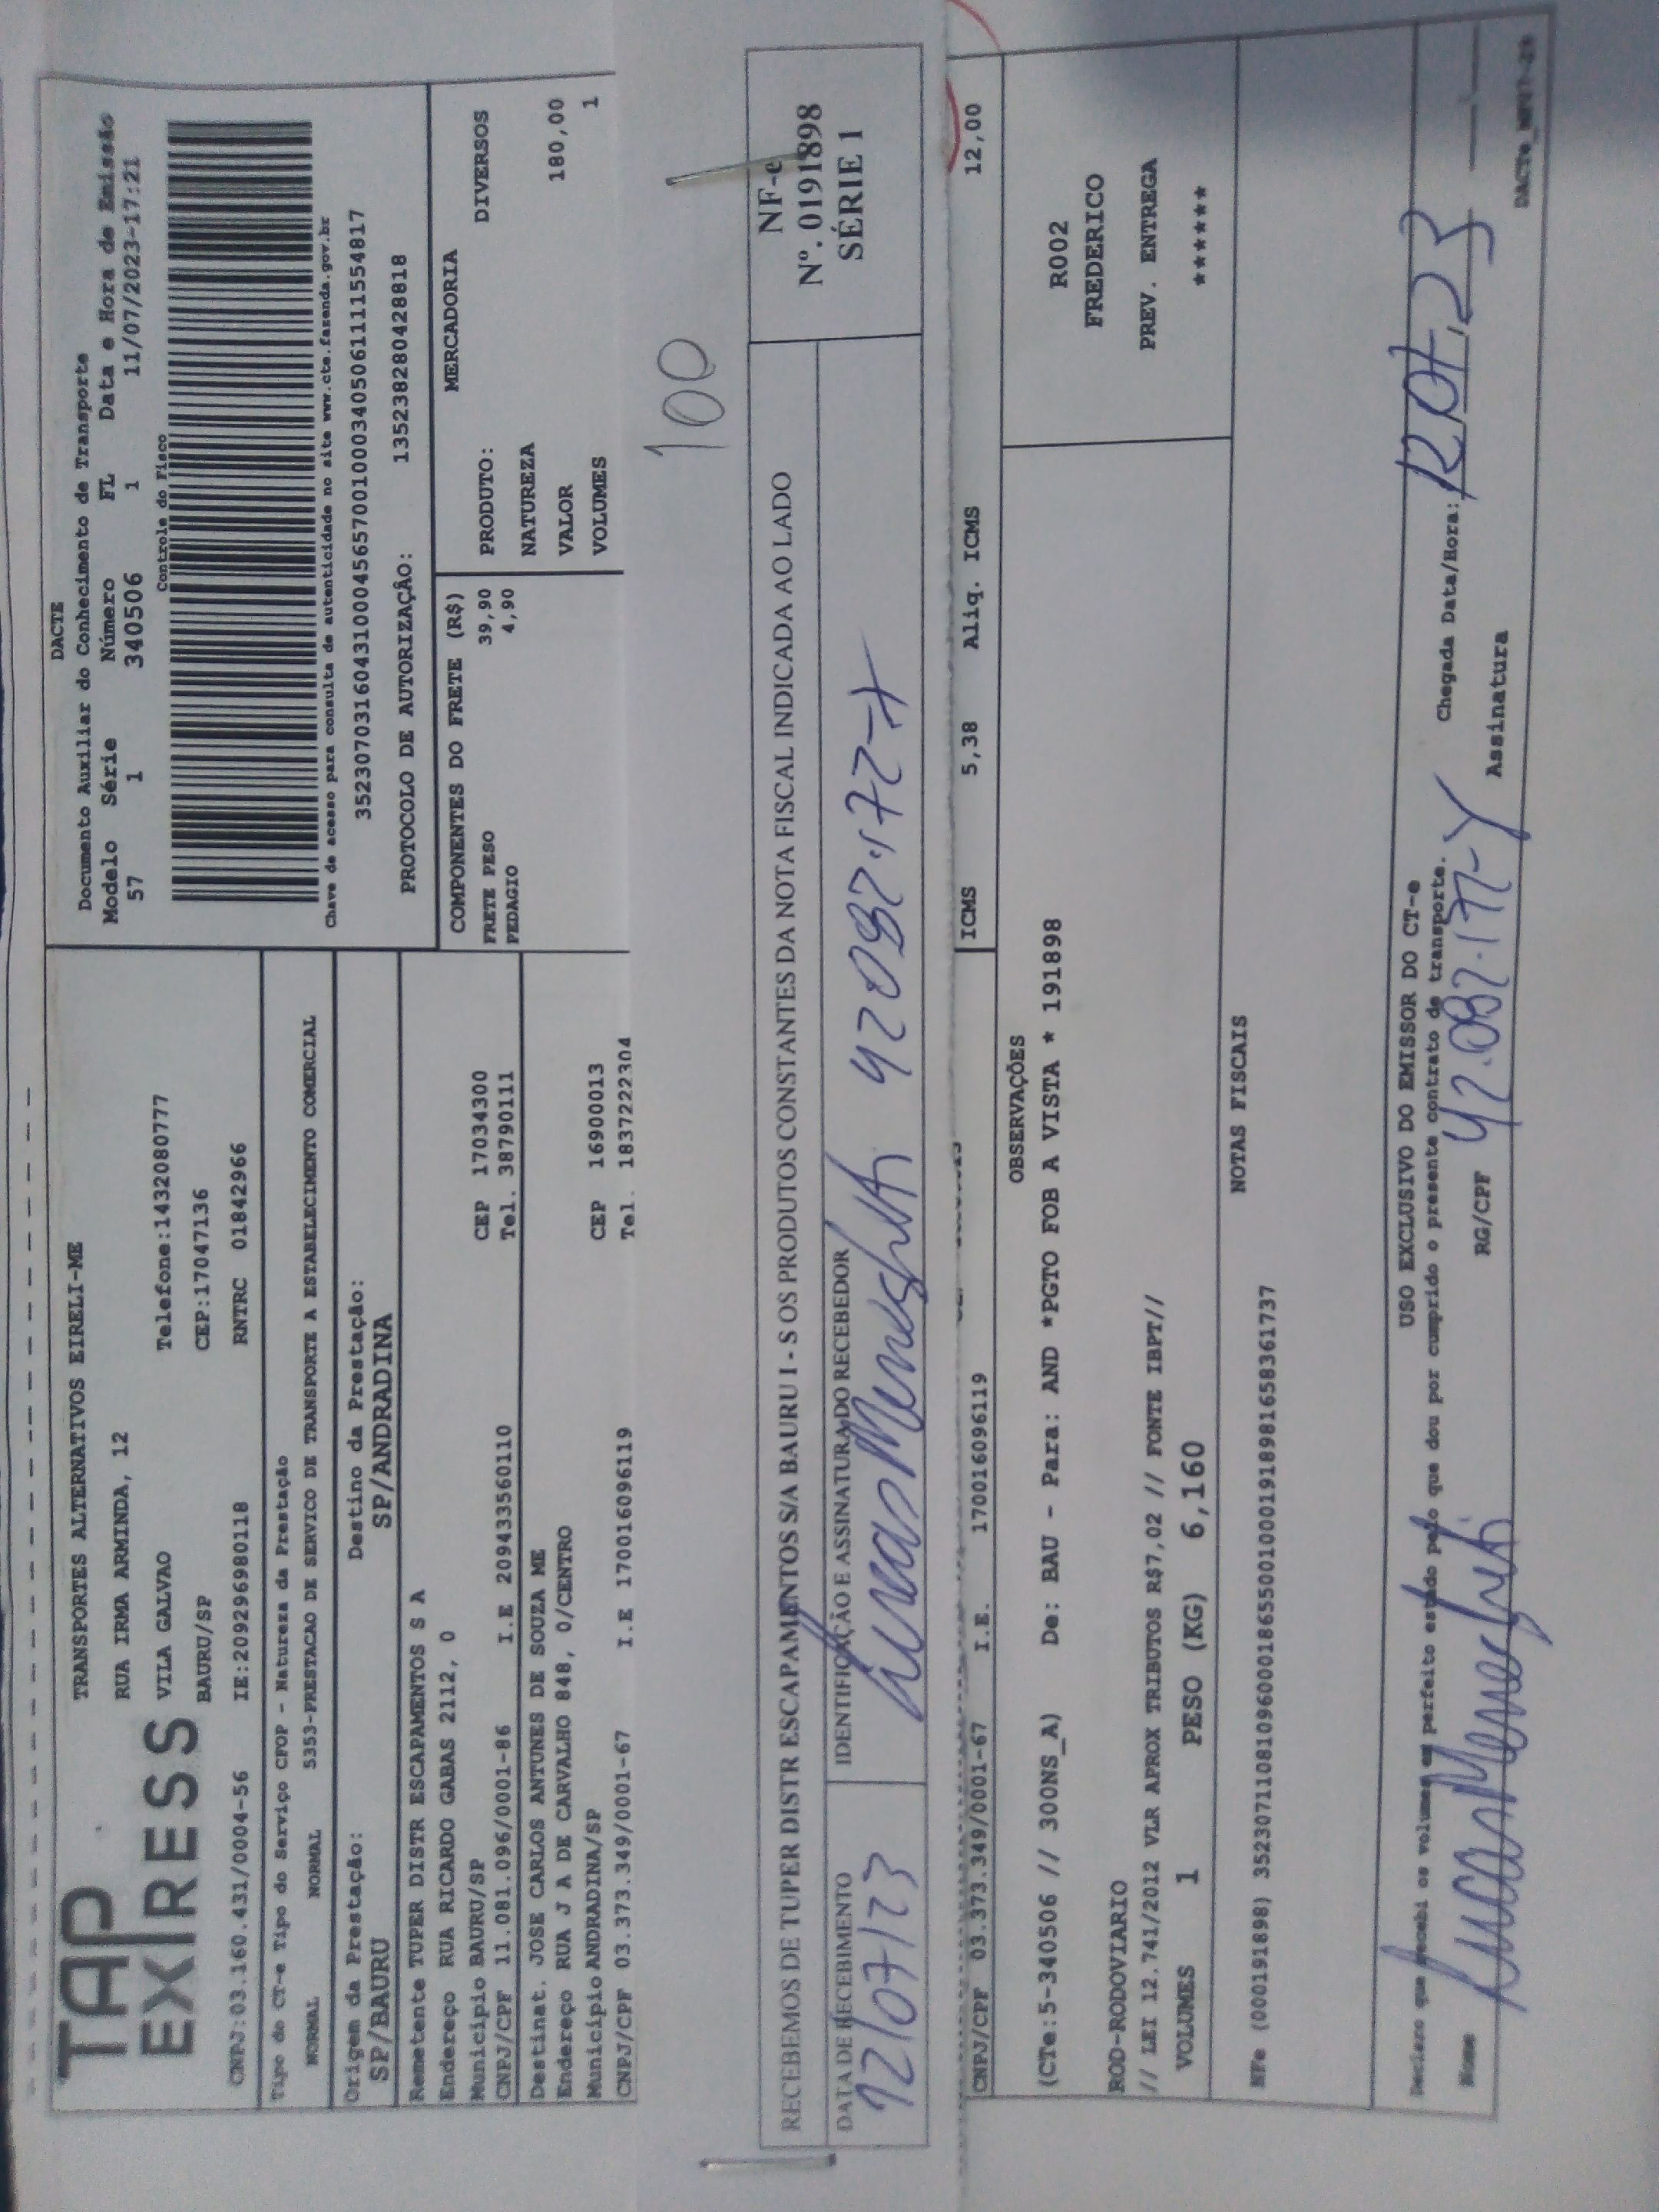 TAP
EXPRESS
TRANSPORTES ALTERNATIVOS EIRELI-ME
RUA IRMA ARMINDA, 12
VILA GALVAO Telefone:1432080777
BAURU/SP CEP:17047136
CNPJ:03.160.431/0004-56 IE:209296980118 RNTRC 01842966
Tipo do CT-e Tipo do Serviço CFOP - Natureza da Prestação
NORMAL NORMAL 5353-PRESTACAO DE SERVICO DE TRANSPORTE A ESTABELECIMENTO COMERCIAL
Origem da Prestação: Destino da Prestação:
SP/BAURU SP/ANDRADINA
Remetente TUPER DISTR ESCAPAMENTOS S A
Endereço RUA RICARDO GABAS 2112, 0
Município BAURU/SP CEP 17034300
CNPJ/CPF 11.081.096/0001-86 I.E 209433560110 Tel. 38790111
Destinat. JOSE CARLOS ANTUNES DE SOUZA ME
Endereço RUA J A DE CARVALHO 848, 0/CENTRO
Município ANDRADINA/SP CEP 16900013
CNPJ/CPF 03.373.349/0001-67 I.E 170016096119 Tel. 1837222304
DACTE
Documento Auxiliar do Conhecimento de Transporte
Modelo Série Número FL Data e Hora de Emissão
57 1 340506 1 11/07/2023-17:21
Controle do Fisco
Chave de acesso para consulta de autenticidade no site www.cte.fazenda.gov.br
35230703160431000456570010003405061111554817
PROTOCOLO DE AUTORIZAÇÃO: 135238280428818
COMPONENTES DO FRETE (R$) MERCADORIA
FRETE PESO 39,90 PRODUTO: DIVERSOS
PEDAGIO 4,90 NATUREZA
VALOR 180,00
VOLUMES 1
100
RECEBEMOS DE TUPER DISTR ESCAPAMENTOS S/A BAURU I - S OS PRODUTOS CONSTANTES DA NOTA FISCAL INDICADA AO LADO
DATA DE RECEBIMENTO IDENTIFICAÇÃO E ASSINATURA DO RECEBEDOR
12/07/23
NF-e
Nº. 0191898
SÉRIE 1
CNPJ/CPF 03.373.349/0001-67 I.E. 170016096119 ICMS 5,38 Aliq. ICMS 12,00
OBSERVAÇÕES
(CTe:5-340506 // 300NS_A) De: BAU - Para: AND *PGTO FOB A VISTA * 191898
ROD-RODOVIARIO
// LEI 12.741/2012 VLR APROX TRIBUTOS R$7,02 // FONTE IBPT//
VOLUMES 1 PESO (KG) 6,160
R002
FREDERICO
PREV. ENTREGA
*******
NOTAS FISCAIS
NFe (000191898) 35230711081096000186550010001918981658361737
USO EXCLUSIVO DO EMISSOR DO CT-e
Declaro que recebi os volumes em perfeito estado pelo que dou por cumprido o presente contrato de transporte.
Nome RG/CPF 42.082.177-X Chegada Data/Hora:
Assinatura